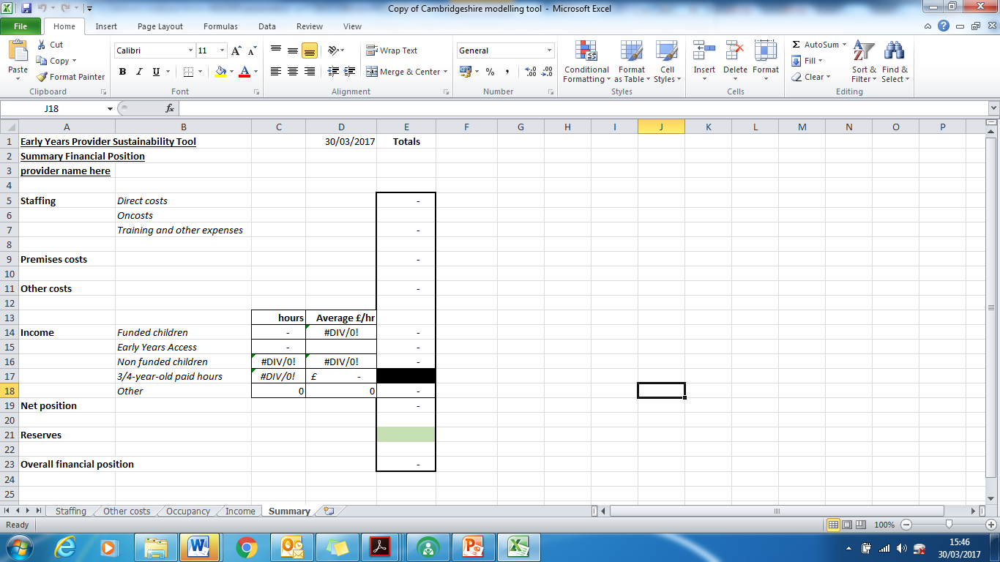 Copy of Cambridgeshire modelling tool - Microsoft Excel
File Home Insert Page Layout Formulas Data Review View
Paste
Cut
Copy
Format Painter
Clipboard
Calibri 11
B I U
Font
Wrap Text
Merge & Center
Alignment
General
% ,
Number
Conditional Formatting
Format as Table
Cell Styles
Styles
Insert Delete Format
Cells
Σ AutoSum
Fill
Clear
Sort & Filter
Find & Select
Editing
J18 fx
A B C D E F G H I J K L M N O P
1 Early Years Provider Sustainability Tool 30/03/2017 Totals
2 Summary Financial Position
3 provider name here
4
5 Staffing Direct costs -
6 Oncosts
7 Training and other expenses -
8
9 Premises costs -
10
11 Other costs -
12
13 hours Average £/hr
14 Income Funded children - #DIV/0! -
15 Early Years Access - -
16 Non funded children #DIV/0! #DIV/0! -
17 3/4-year-old paid hours #DIV/0! £ -
18 Other 0 0 -
19 Net position -
20
21 Reserves
22
23 Overall financial position -
24
25
Staffing Other costs Occupancy Income Summary
Ready 100%
15:46
30/03/2017